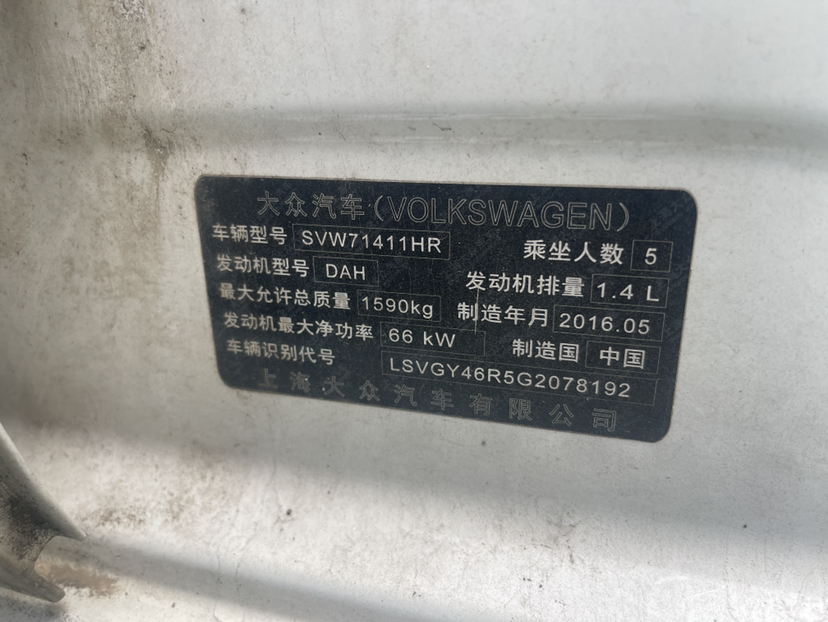 大众汽车(VOLKSWAGEN)
车辆型号 SVW71411HR 乘坐人数 5
发动机型号 DAH 发动机排量 1.4 L
最大允许总质量 1590kg 制造年月 2016.05
发动机最大净功率 66 kW 制造国 中国
车辆识别代号 LSVGY46R5G2078192
上海大众汽车有限公司